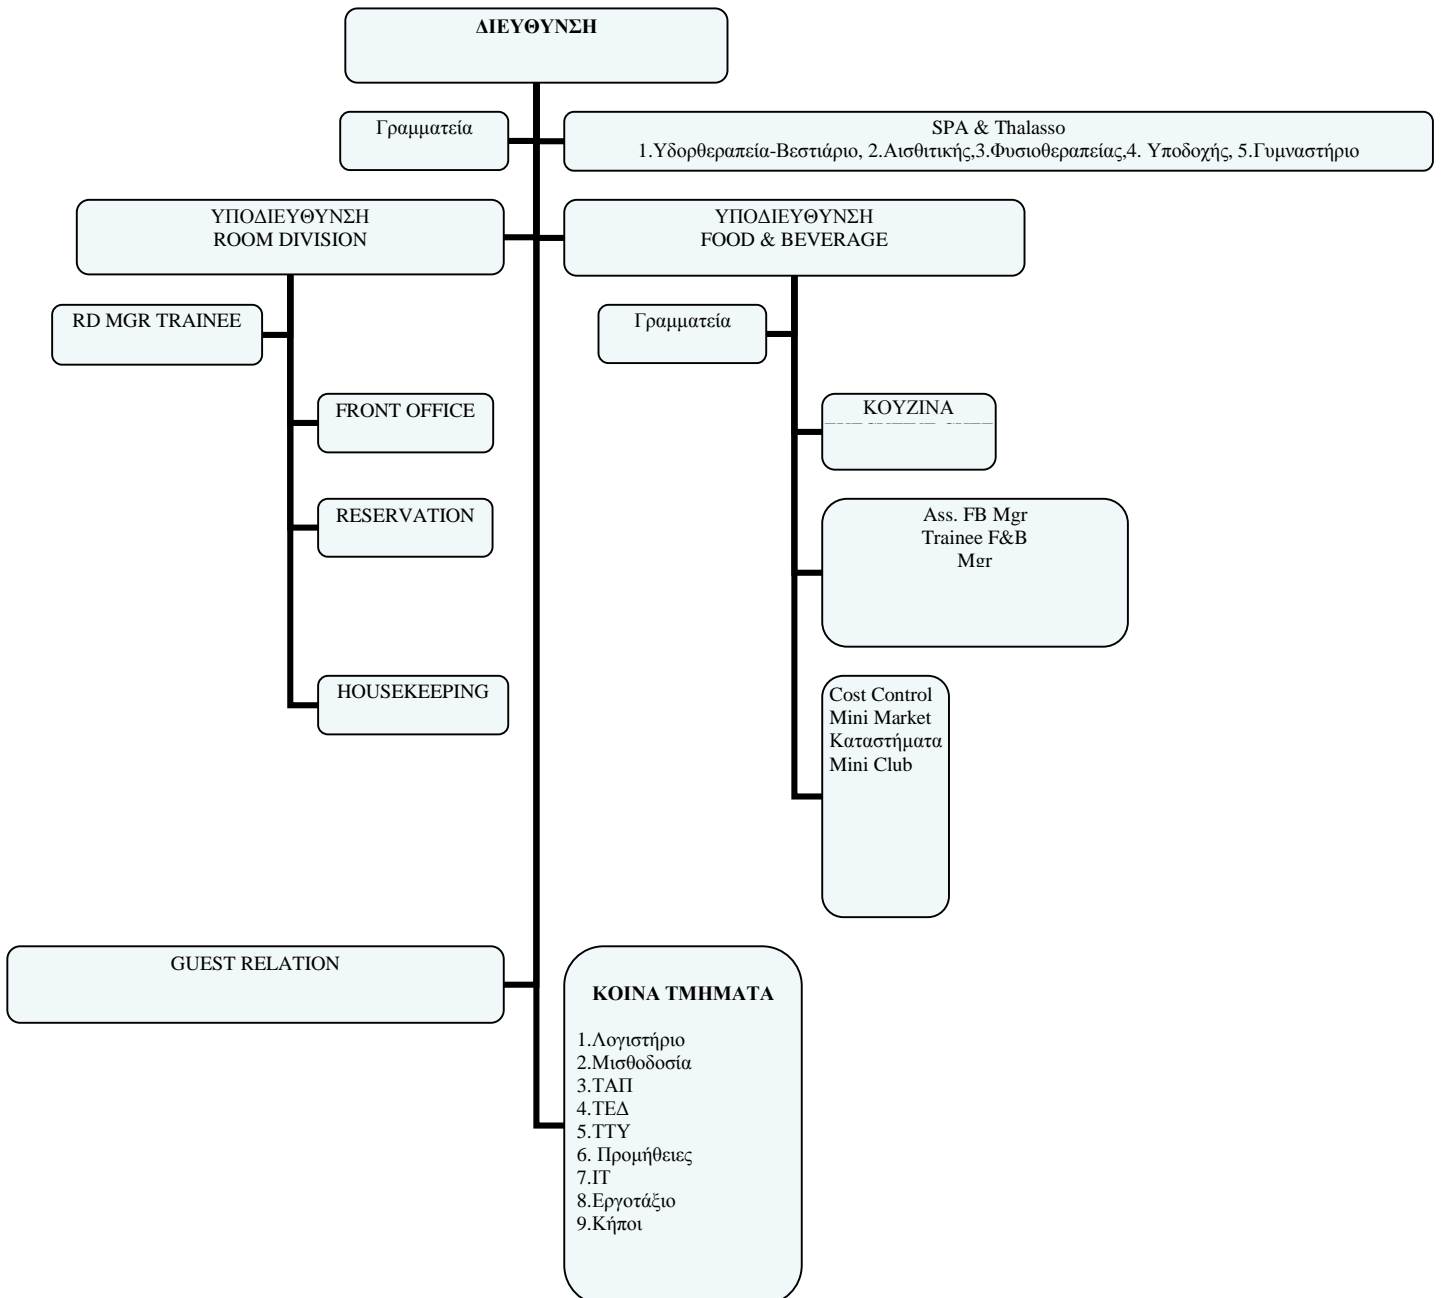 ΔΙΕΥΘΥΝΣΗ
Γραμματεία
SPA & Thalasso
1.Υδορθεραπεία-Βεστιάριο, 2.Αισθιτικής,3.Φυσιοθεραπείας,4. Υποδοχής, 5.Γυμναστήριο
ΥΠΟΔΙΕΥΘΥΝΣΗ
ROOM DIVISION
ΥΠΟΔΙΕΥΘΥΝΣΗ
FOOD & BEVERAGE
RD MGR TRAINEE
Γραμματεία
FRONT OFFICE
ΚΟΥΖΙΝΑ
RESERVATION
Ass. FB Mgr
Trainee F&B
Mgr
HOUSEKEEPING
Cost Control
Mini Market
Καταστήματα
Mini Club
GUEST RELATION
ΚΟΙΝΑ ΤΜΗΜΑΤΑ
1.Λογιστήριο
2.Μισθοδοσία
3.ΤΑΠ
4.ΤΕΔ
5.ΤΤΥ
6. Προμήθειες
7.IT
8.Εργοτάξιο
9.Κήποι